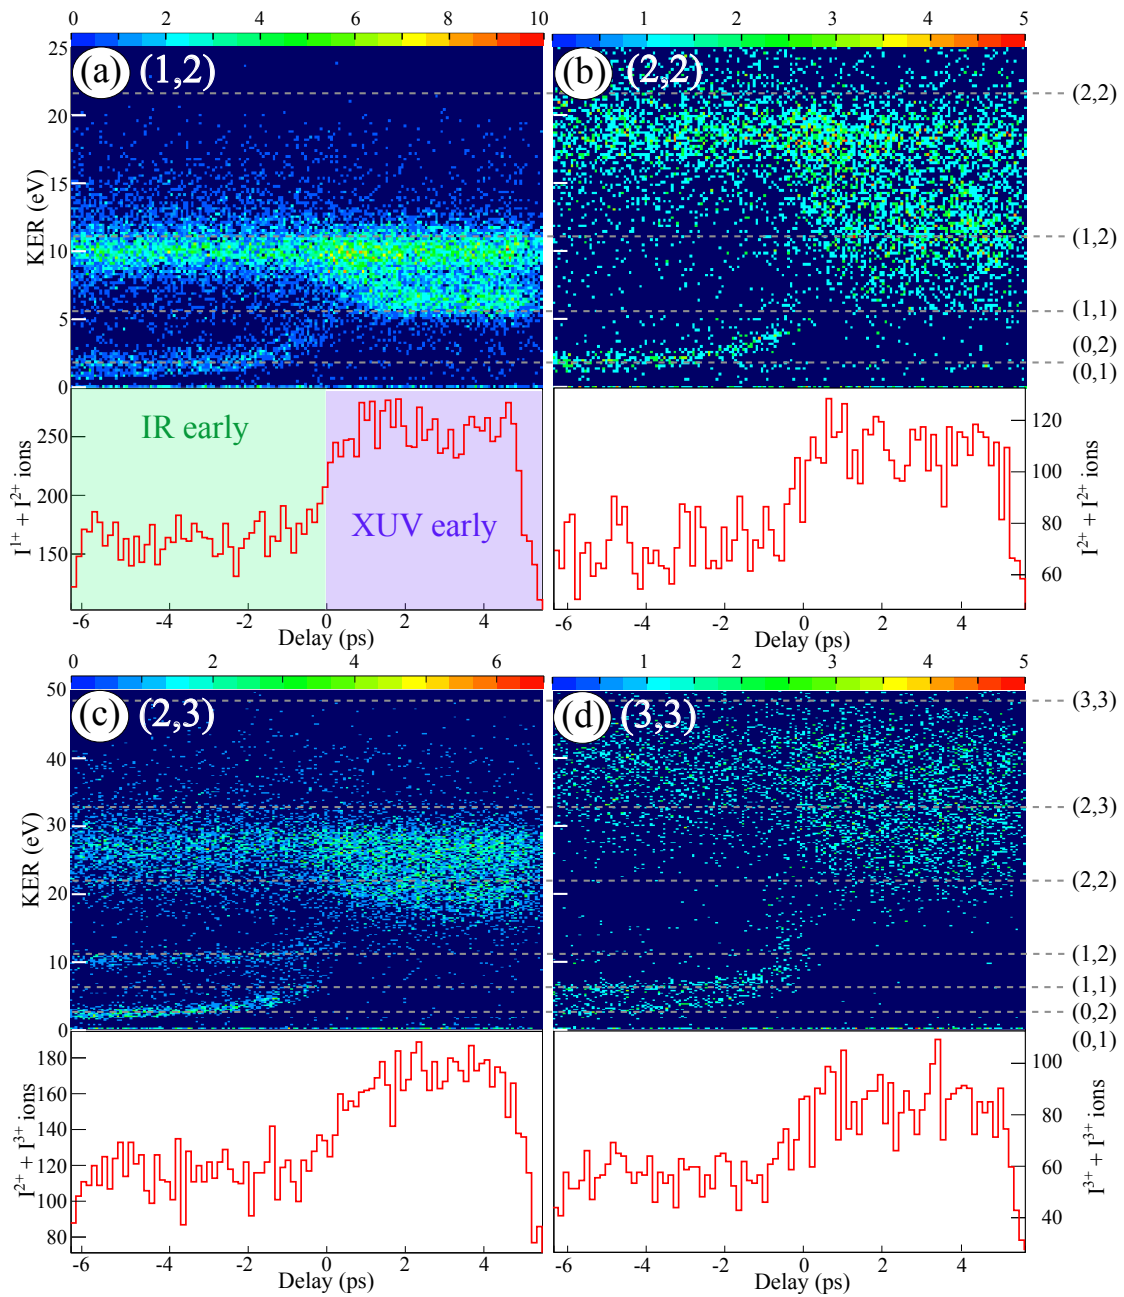 0 2 4 6 8 10
1 2 3 4 5
25
20
15
10
5
0
KER (eV)
(a) (1,2)
(b) (2,2)
(2,2)
(1,2)
(1,1)
(0,2)
(0,1)
250
200
150
I1+ + I2+ ions
IR early
XUV early
-6 -4 -2 0 2 4
Delay (ps)
120
100
80
60
I2+ + I2+ ions
-6 -4 -2 0 2 4
Delay (ps)
0 2 4 6
1 2 3 4 5
50
40
30
20
10
0
KER (eV)
(c) (2,3)
(d) (3,3)
(3,3)
(2,3)
(2,2)
(1,2)
(1,1)
(0,2)
(0,1)
180
160
140
120
100
80
I2+ + I3+ ions
-6 -4 -2 0 2 4
Delay (ps)
100
80
60
40
I3+ + I3+ ions
-6 -4 -2 0 2 4
Delay (ps)